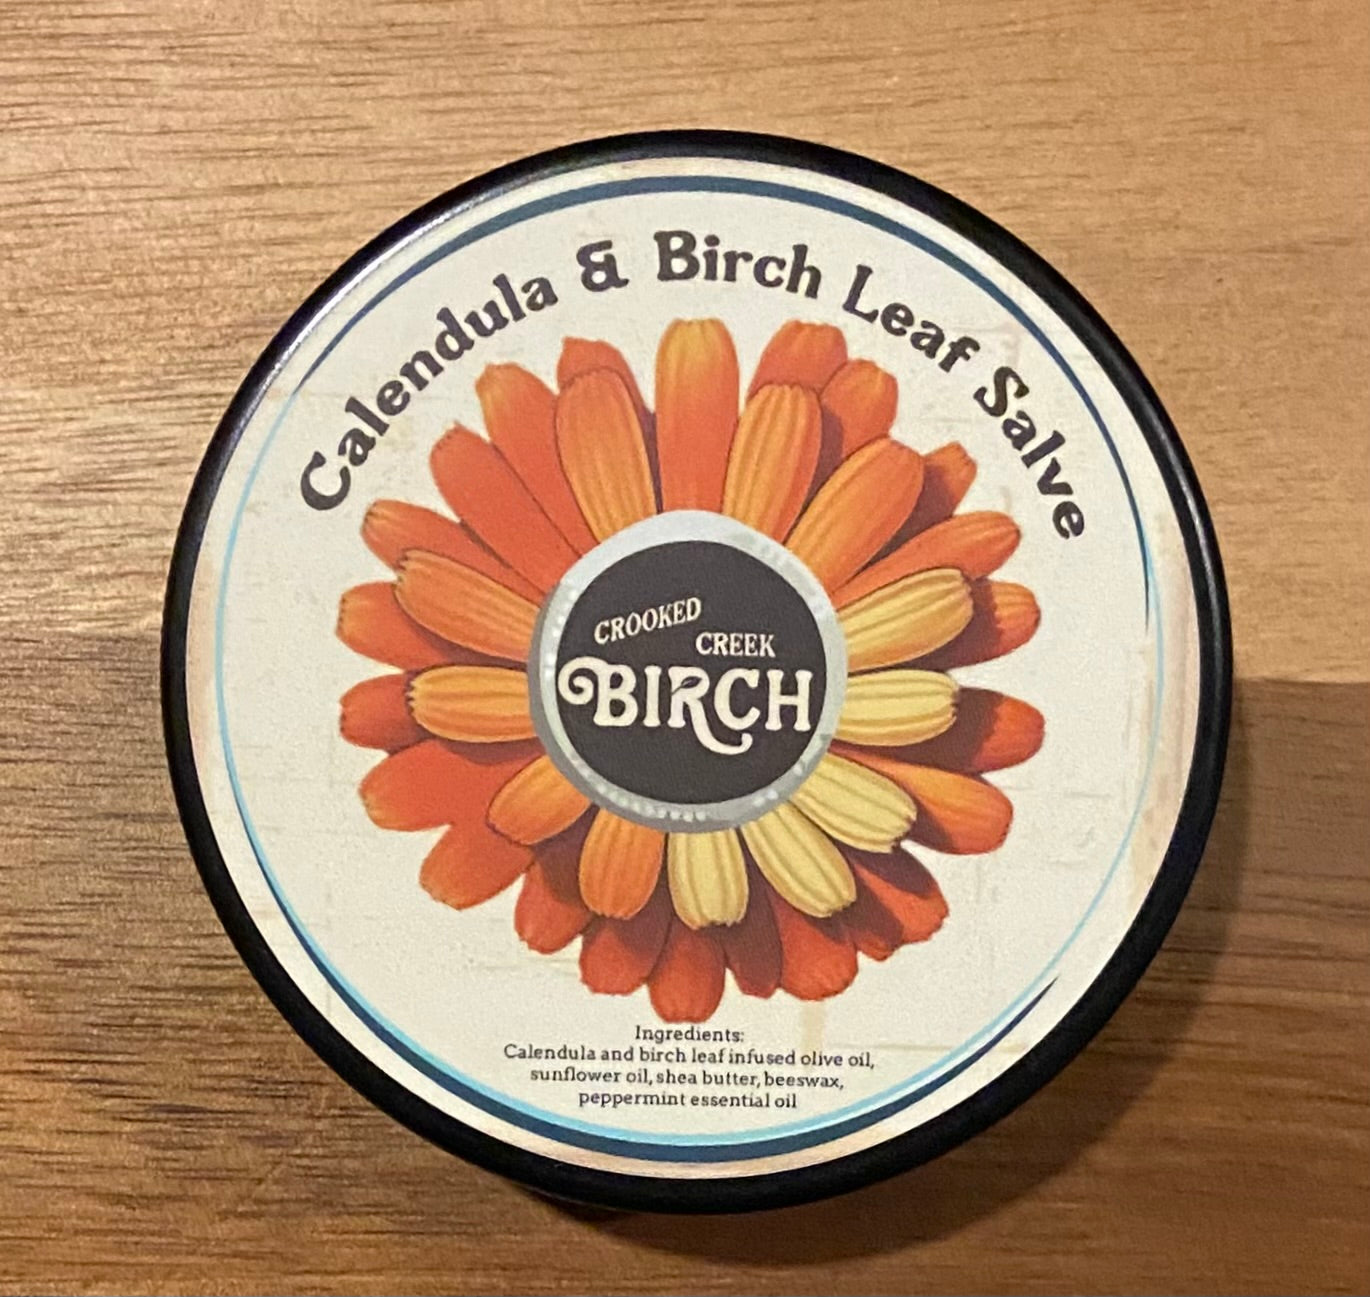 Calendula & Birch Leaf Salve
CROOKED
CREEK
BIRCH
Ingredients:
Calendula and birch leaf infused olive oil,
sunflower oil, shea butter, beeswax,
peppermint essential oil